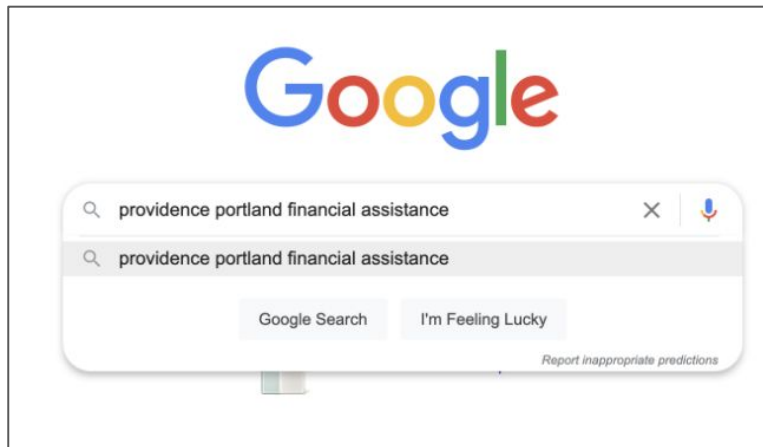 Google
providence portland financial assistance
providence portland financial assistance
Google Search I'm Feeling Lucky
Report inappropriate predictions